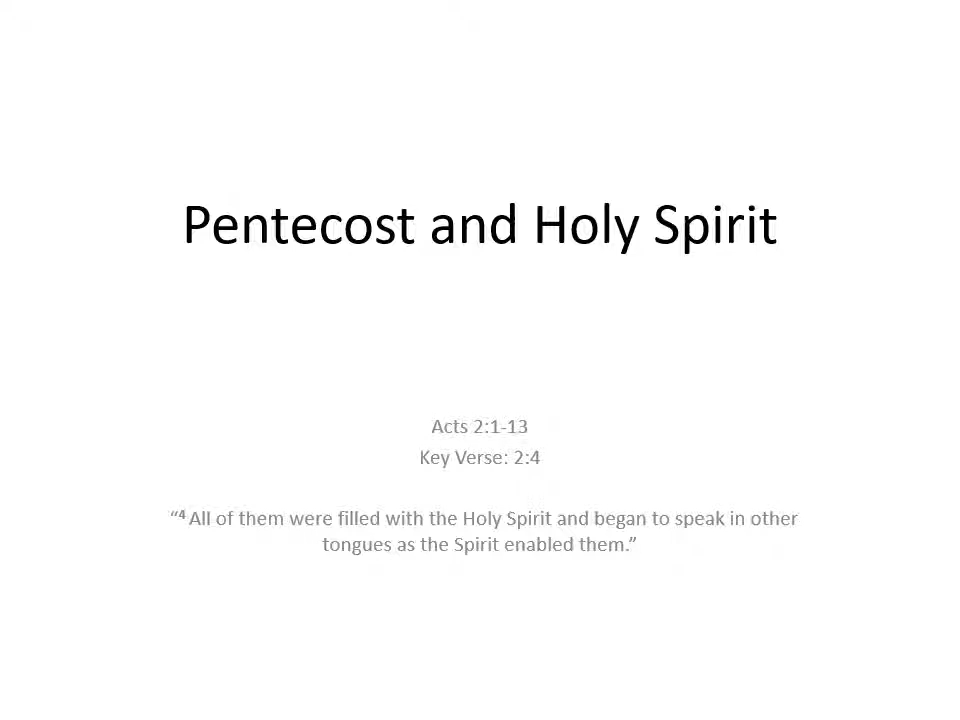 Pentecost and Holy Spirit
Acts 2:1-13
Key Verse: 2:4
“⁴ All of them were filled with the Holy Spirit and began to speak in other
tongues as the Spirit enabled them.”